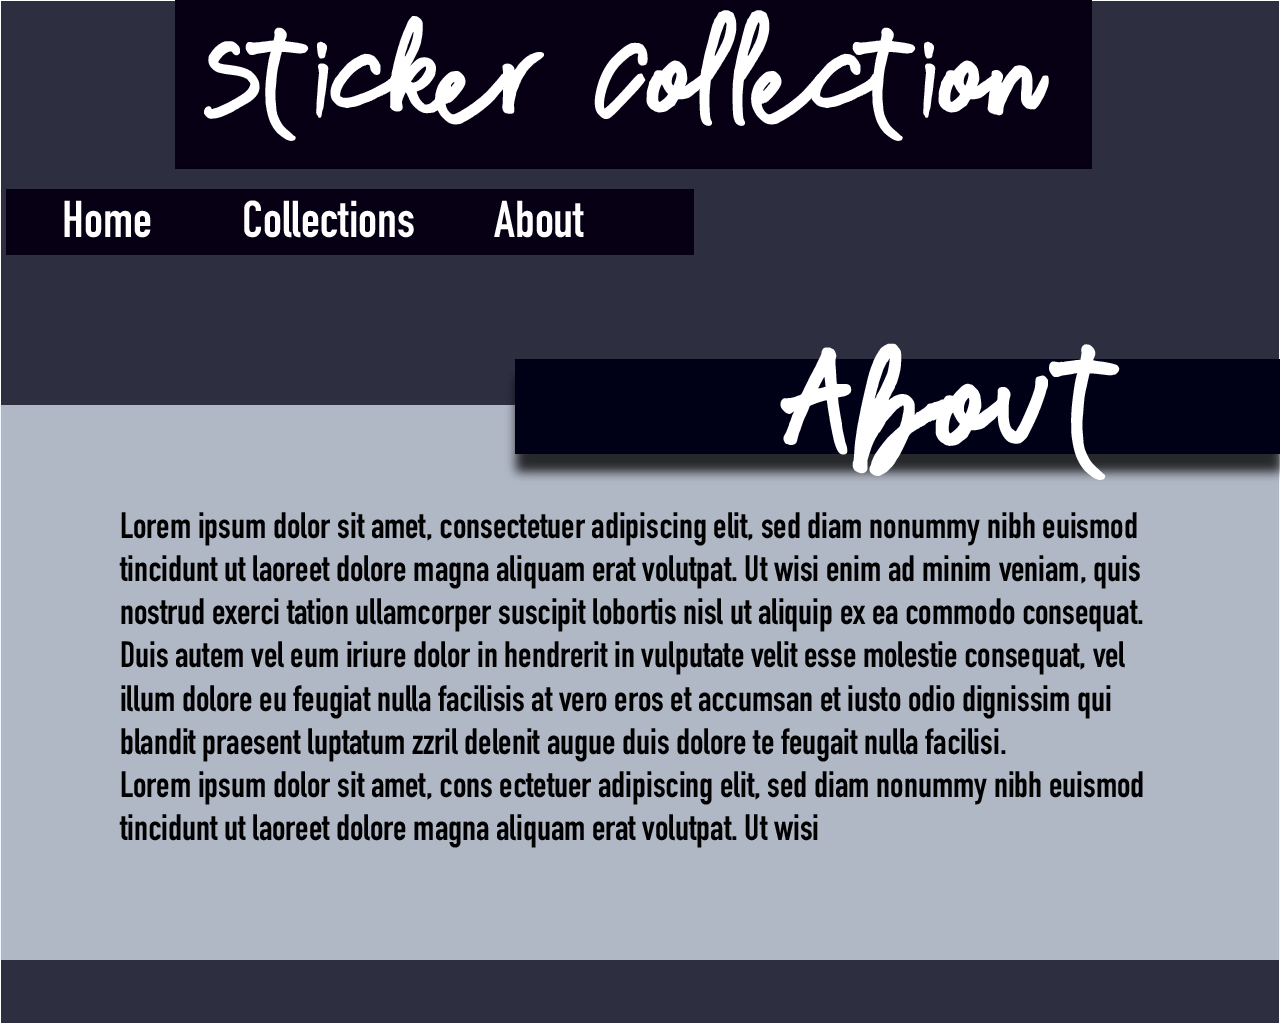 Sticker Collection
Home Collections About
About
Lorem ipsum dolor sit amet, consectetuer adipiscing elit, sed diam nonummy nibh euismod
tincidunt ut laoreet dolore magna aliquam erat volutpat. Ut wisi enim ad minim veniam, quis
nostrud exerci tation ullamcorper suscipit lobortis nisl ut aliquip ex ea commodo consequat.
Duis autem vel eum iriure dolor in hendrerit in vulputate velit esse molestie consequat, vel
illum dolore eu feugiat nulla facilisis at vero eros et accumsan et iusto odio dignissim qui
blandit praesent luptatum zzril delenit augue duis dolore te feugait nulla facilisi.
Lorem ipsum dolor sit amet, cons ectetuer adipiscing elit, sed diam nonummy nibh euismod
tincidunt ut laoreet dolore magna aliquam erat volutpat. Ut wisi